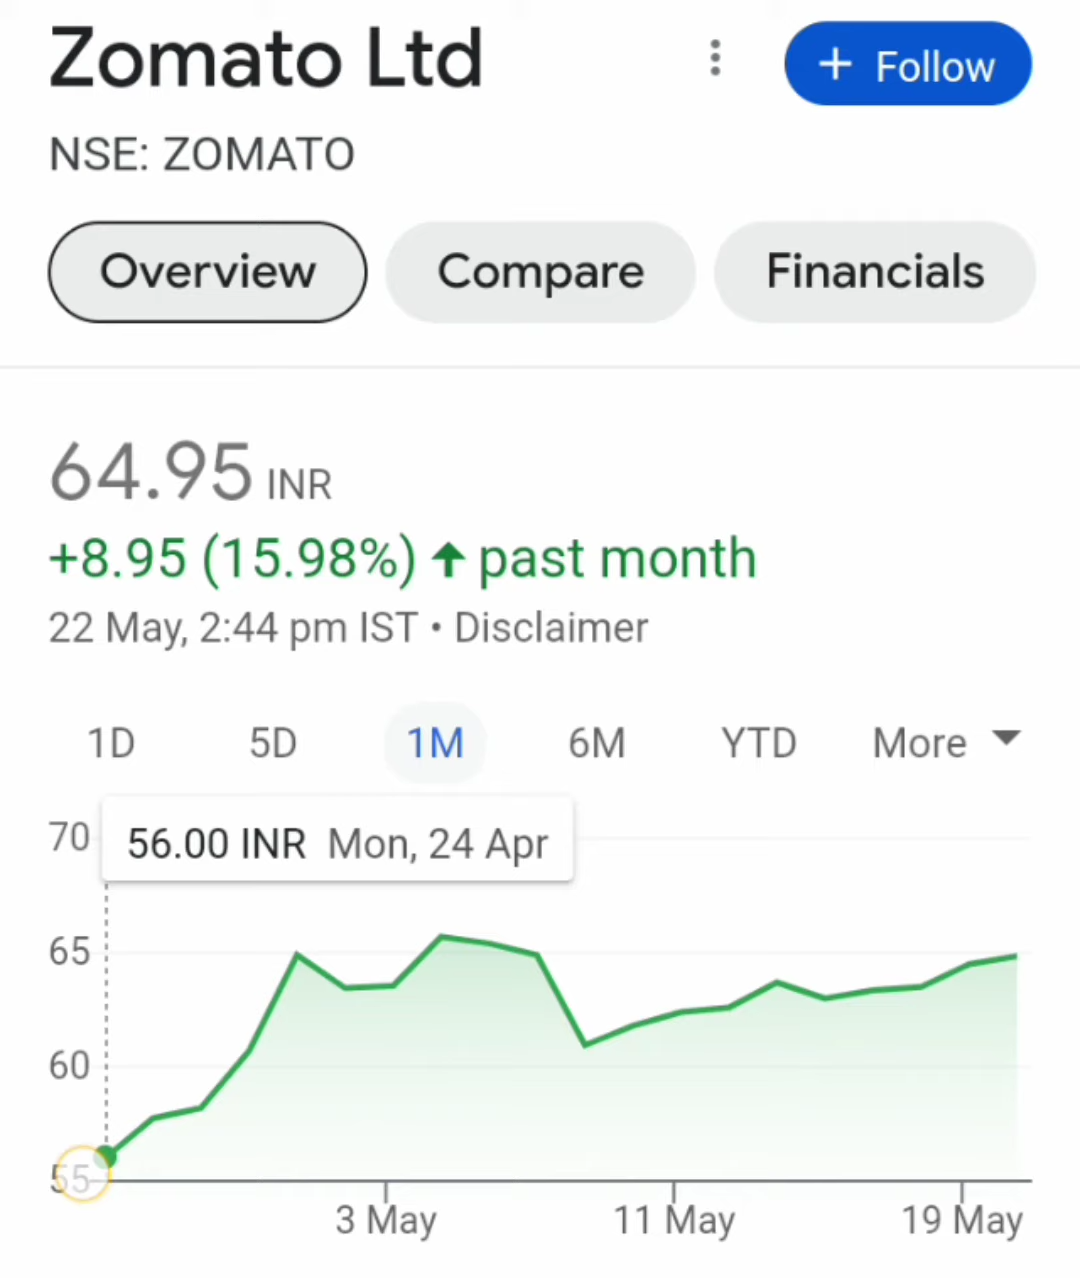 Zomato Ltd
+ Follow
NSE: ZOMATO
Overview Compare Financials
64.95 INR
+8.95 (15.98%) ↑ past month
22 May, 2:44 pm IST • Disclaimer
1D 5D 1M 6M YTD More
70
56.00 INR Mon, 24 Apr
65
60
55
3 May 11 May 19 May